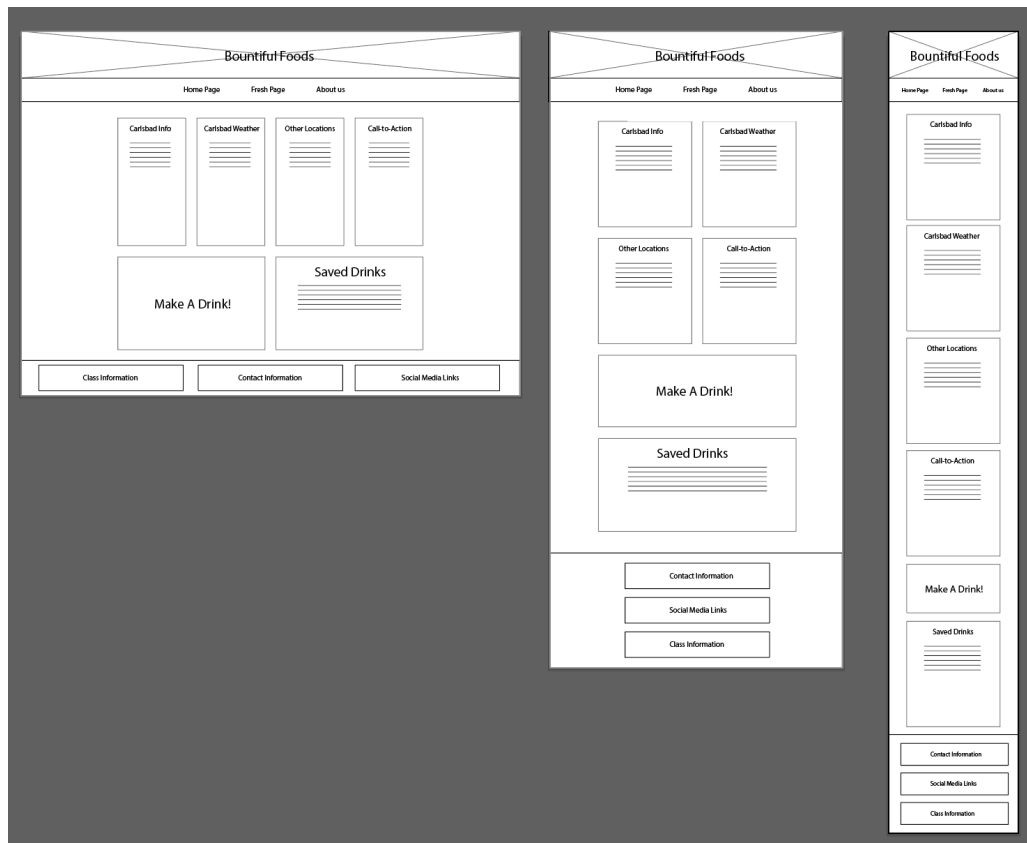 Bountiful Foods
Home Page Fresh Page About us
Carlsbad Info Carlsbad Weather Other Locations Call-to-Action
Make A Drink!
Saved Drinks
Class Information Contact Information Social Media Links
Bountiful Foods
Home Page Fresh Page About us
Carlsbad Info Carlsbad Weather
Other Locations Call-to-Action
Make A Drink!
Saved Drinks
Contact Information
Social Media Links
Class Information
Bountiful Foods
Home Page Fresh Page About us
Carlsbad Info
Carlsbad Weather
Other Locations
Call-to-Action
Make A Drink!
Saved Drinks
Contact Information
Social Media Links
Class Information